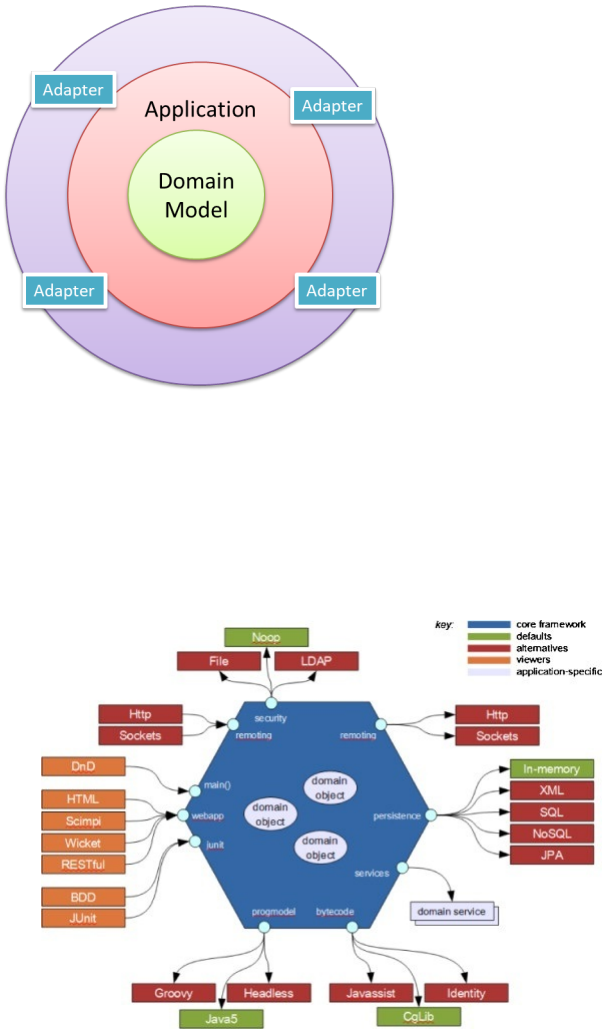 Adapter
Application
Adapter
Domain
Model
Adapter
Adapter
key:
core framework
defaults
alternatives
viewers
application-specific
Noop
File
LDAP
security
Http
Sockets
remoting
remoting
Http
Sockets
DnD
HTML
Scimpi
Wicket
RESTful
BDD
JUnit
main()
webapp
junit
domain
object
domain
object
domain
object
persistence
In-memory
XML
SQL
NoSQL
JPA
services
domain service
progmodel
bytecode
Groovy
Headless
Java5
Javassist
Identity
CgLib